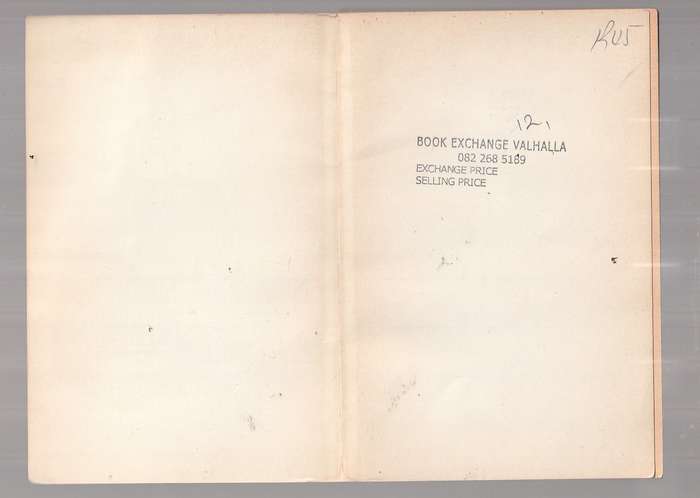 R45
12,
BOOK EXCHANGE VALHALLA
082 268 5189
EXCHANGE PRICE
SELLING PRICE